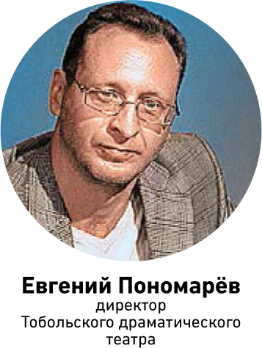 Евгений Пономарёв
директор
Тобольского драматического
театра